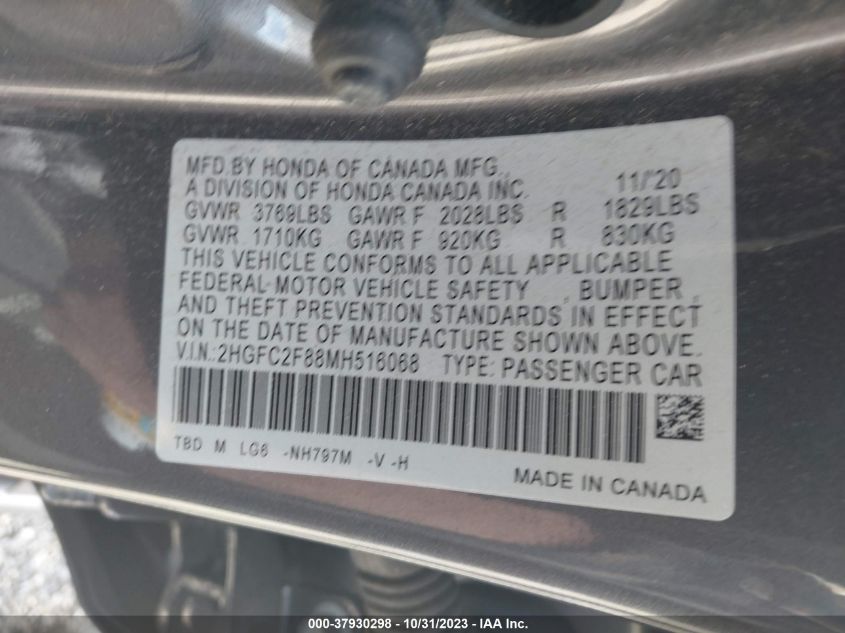 MFD. BY HONDA OF CANADA MFG.,
A DIVISION OF HONDA CANADA INC. 11/'20
GVWR 3769LBS GAWR F 2028LBS R 1829LBS
GVWR 1710KG GAWR F 920KG R 830KG
THIS VEHICLE CONFORMS TO ALL APPLICABLE
FEDERAL MOTOR VEHICLE SAFETY , BUMPER ,
AND THEFT PREVENTION STANDARDS IN EFFECT
ON THE DATE OF MANUFACTURE SHOWN ABOVE.
V.I.N.:2HGFC2F88MH516068 TYPE: PASSENGER CAR
TBD M LG6 -NH797M -V -H
MADE IN CANADA
000-37930298 - 10/31/2023 - IAA Inc.